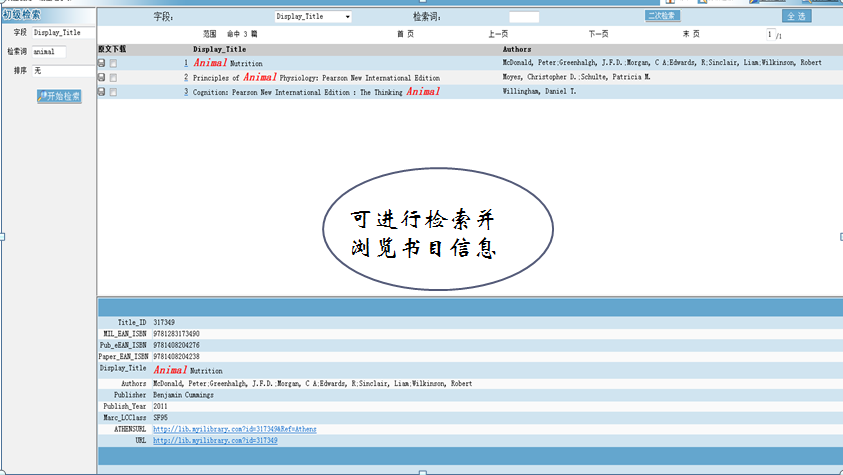 初级检索
字段 Display_Title
检索词 animal
排序 无
开始检索
字段: Display_Title 检索词: 二次检索 全 选
范围 命中 3 篇 首 页 上一页 下一页 末 页 1 /1
原文下载 Display_Title Authors
1 Animal Nutrition McDonald, Peter;Greenhalgh, J.F.D.;Morgan, C A;Edwards, R;Sinclair, Liam;Wilkinson, Robert
2 Principles of Animal Physiology: Pearson New International Edition Moyes, Christopher D.;Schulte, Patricia M.
3 Cognition: Pearson New International Edition : The Thinking Animal Willingham, Daniel T.
可进行检索并
浏览书目信息
Title_ID 317349
MIL_EAN_ISBN 9781283173490
Pub_eEAN_ISBN 9781408204276
Paper_EAN_ISBN 9781408204238
Display_Title Animal Nutrition
Authors McDonald, Peter;Greenhalgh, J.F.D.;Morgan, C A;Edwards, R;Sinclair, Liam;Wilkinson, Robert
Publisher Benjamin Cummings
Publish_Year 2011
Marc_LCClass SF95
ATHENSURL http://lib.myilibrary.com?id=317349&Ref=Athens
URL http://lib.myilibrary.com?id=317349